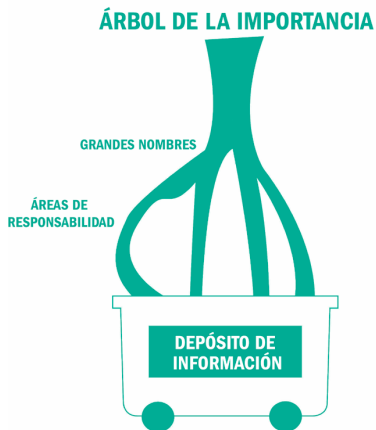 ÁRBOL DE LA IMPORTANCIA
GRANDES NOMBRES
ÁREAS DE
RESPONSABILIDAD
DEPÓSITO DE
INFORMACIÓN